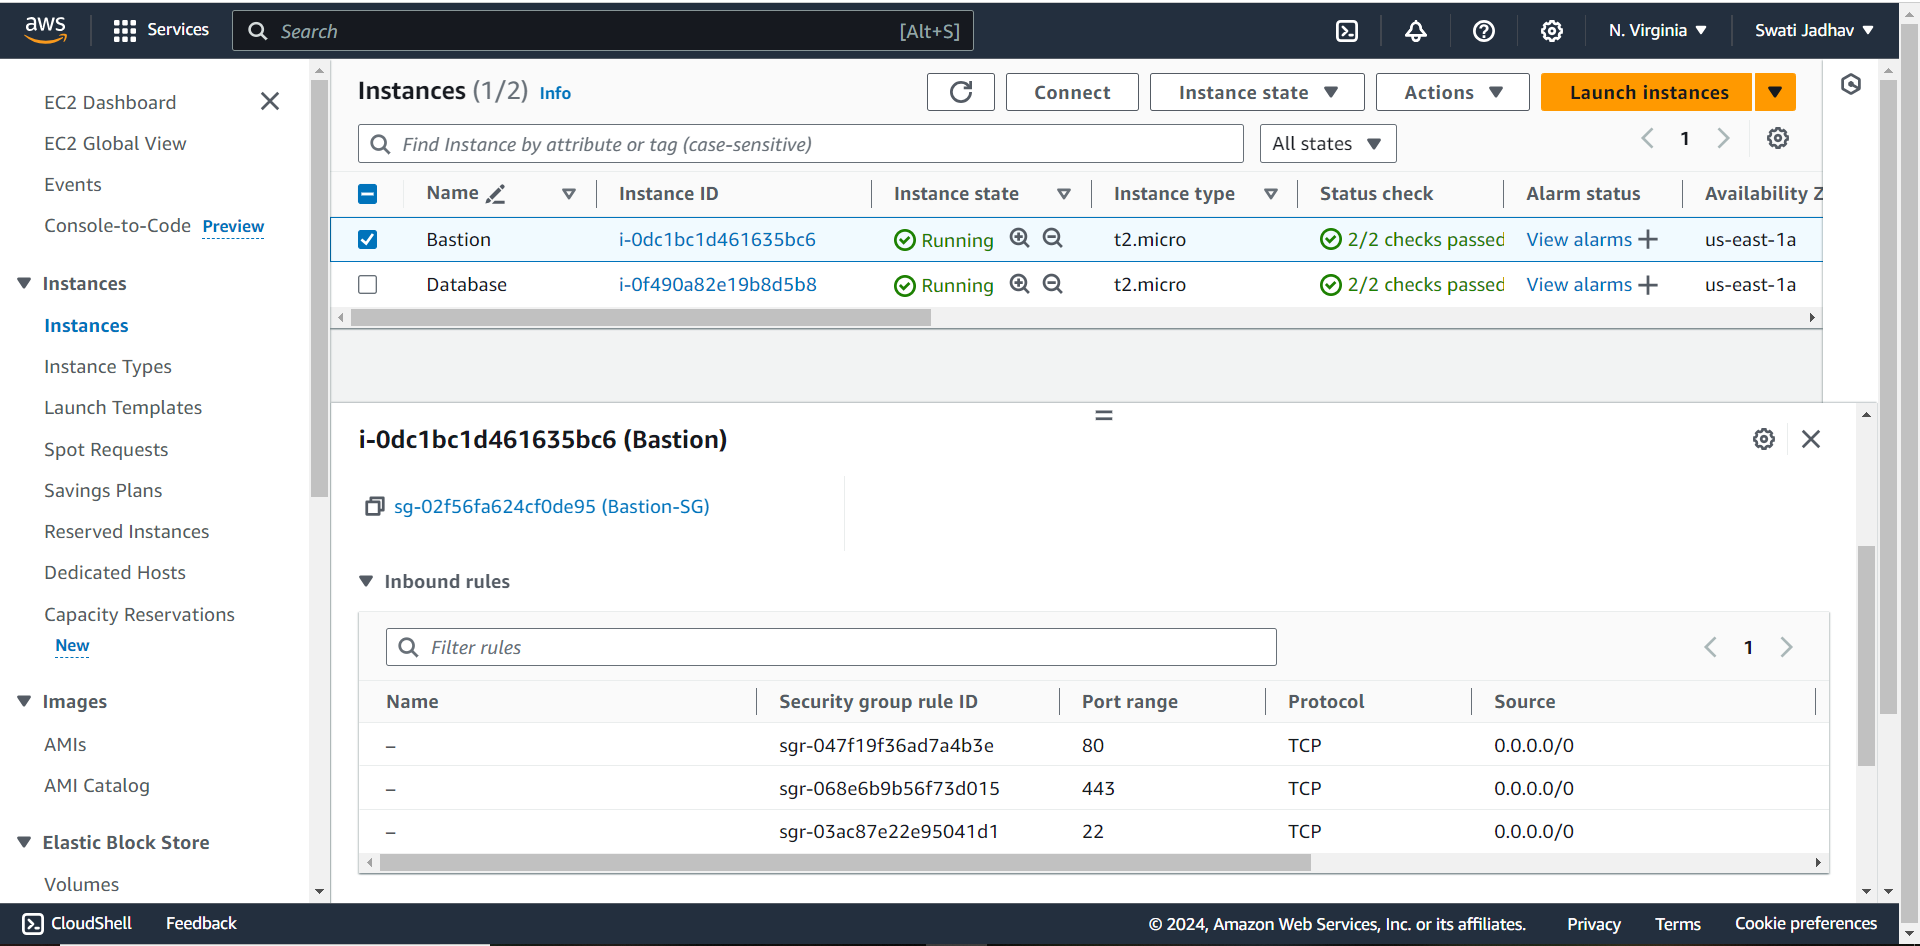 aws Services Search [Alt+S] N. Virginia Swati Jadhav
EC2 Dashboard
EC2 Global View
Events
Console-to-Code Preview
Instances
Instances
Instance Types
Launch Templates
Spot Requests
Savings Plans
Reserved Instances
Dedicated Hosts
Capacity Reservations
New
Images
AMIs
AMI Catalog
Elastic Block Store
Volumes
Instances (1/2) Info Connect Instance state Actions Launch instances
Find Instance by attribute or tag (case-sensitive) All states 1
Name Instance ID Instance state Instance type Status check Alarm status Availability Z
Bastion i-0dc1bc1d461635bc6 Running t2.micro 2/2 checks passed View alarms us-east-1a
Database i-0f490a82e19b8d5b8 Running t2.micro 2/2 checks passed View alarms us-east-1a
i-0dc1bc1d461635bc6 (Bastion)
sg-02f56fa624cf0de95 (Bastion-SG)
Inbound rules
Filter rules 1
Name Security group rule ID Port range Protocol Source
– sgr-047f19f36ad7a4b3e 80 TCP 0.0.0.0/0
– sgr-068e6b9b56f73d015 443 TCP 0.0.0.0/0
– sgr-03ac87e22e95041d1 22 TCP 0.0.0.0/0
CloudShell Feedback © 2024, Amazon Web Services, Inc. or its affiliates. Privacy Terms Cookie preferences